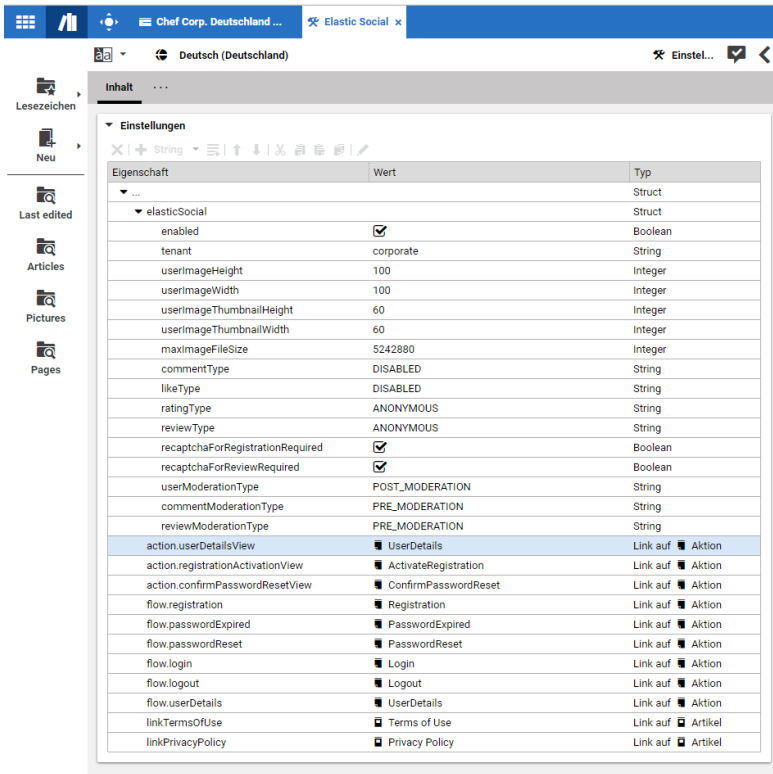 Chef Corp. Deutschland ...
Elastic Social ×
Deutsch (Deutschland)
Einstel...
Lesezeichen
Neu
Last edited
Articles
Pictures
Pages
Inhalt ...
Einstellungen
String
Eigenschaft Wert Typ
... Struct
elasticSocial Struct
enabled Boolean
tenant corporate String
userImageHeight 100 Integer
userImageWidth 100 Integer
userImageThumbnailHeight 60 Integer
userImageThumbnailWidth 60 Integer
maxImageFileSize 5242880 Integer
commentType DISABLED String
likeType DISABLED String
ratingType ANONYMOUS String
reviewType ANONYMOUS String
recaptchaForRegistrationRequired Boolean
recaptchaForReviewRequired Boolean
userModerationType POST_MODERATION String
commentModerationType PRE_MODERATION String
reviewModerationType PRE_MODERATION String
action.userDetailsView UserDetails Link auf Aktion
action.registrationActivationView ActivateRegistration Link auf Aktion
action.confirmPasswordResetView ConfirmPasswordReset Link auf Aktion
flow.registration Registration Link auf Aktion
flow.passwordExpired PasswordExpired Link auf Aktion
flow.passwordReset PasswordReset Link auf Aktion
flow.login Login Link auf Aktion
flow.logout Logout Link auf Aktion
flow.userDetails UserDetails Link auf Aktion
linkTermsOfUse Terms of Use Link auf Artikel
linkPrivacyPolicy Privacy Policy Link auf Artikel